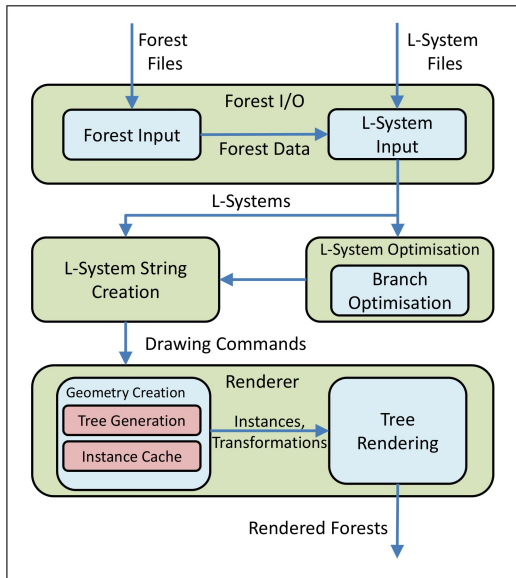 Forest
Files
L-System
Files
Forest I/O
Forest Input
Forest Data
L-System
Input
L-Systems
L-System String
Creation
L-System Optimisation
Branch
Optimisation
Drawing Commands
Renderer
Geometry Creation
Tree Generation
Instance Cache
Instances,
Transformations
Tree
Rendering
Rendered Forests